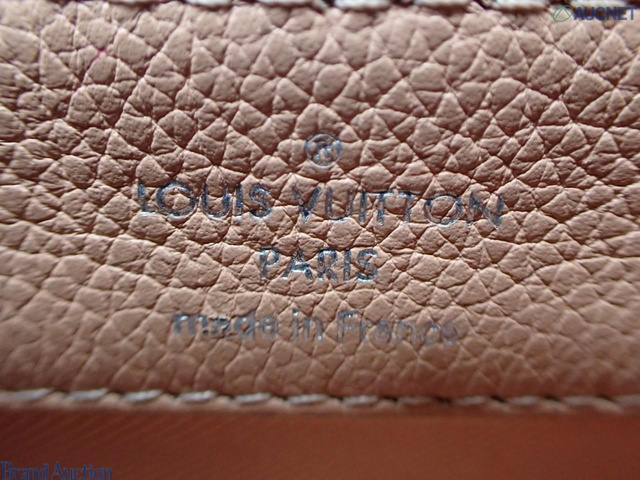 AUCNET
®
LOUIS VUITTON
PARIS
made in France
Brand Auction